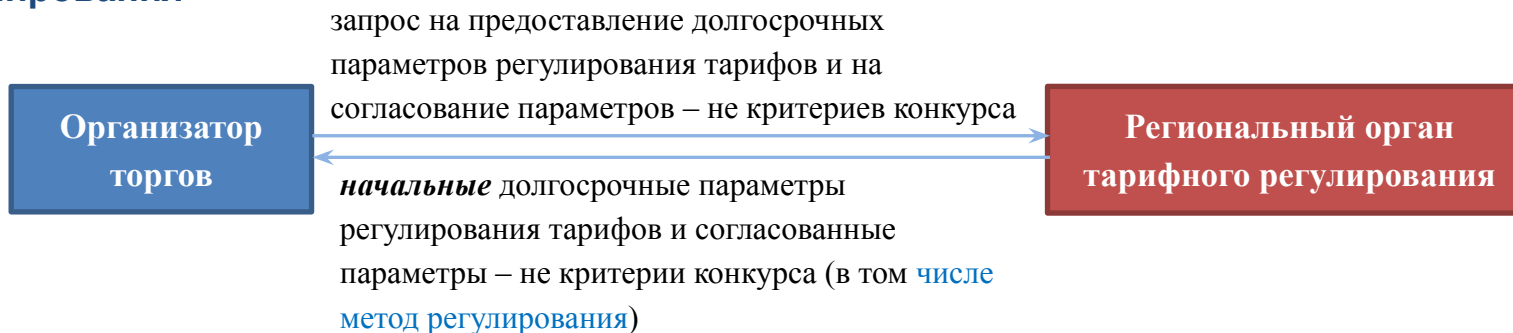 запрос на предоставление долгосрочных
параметров регулирования тарифов и на
согласование параметров – не критериев конкурса
Организатор
торгов
Региональный орган
тарифного регулирования
начальные долгосрочные параметры
регулирования тарифов и согласованные
параметры – не критерии конкурса (в том числе
метод регулирования)